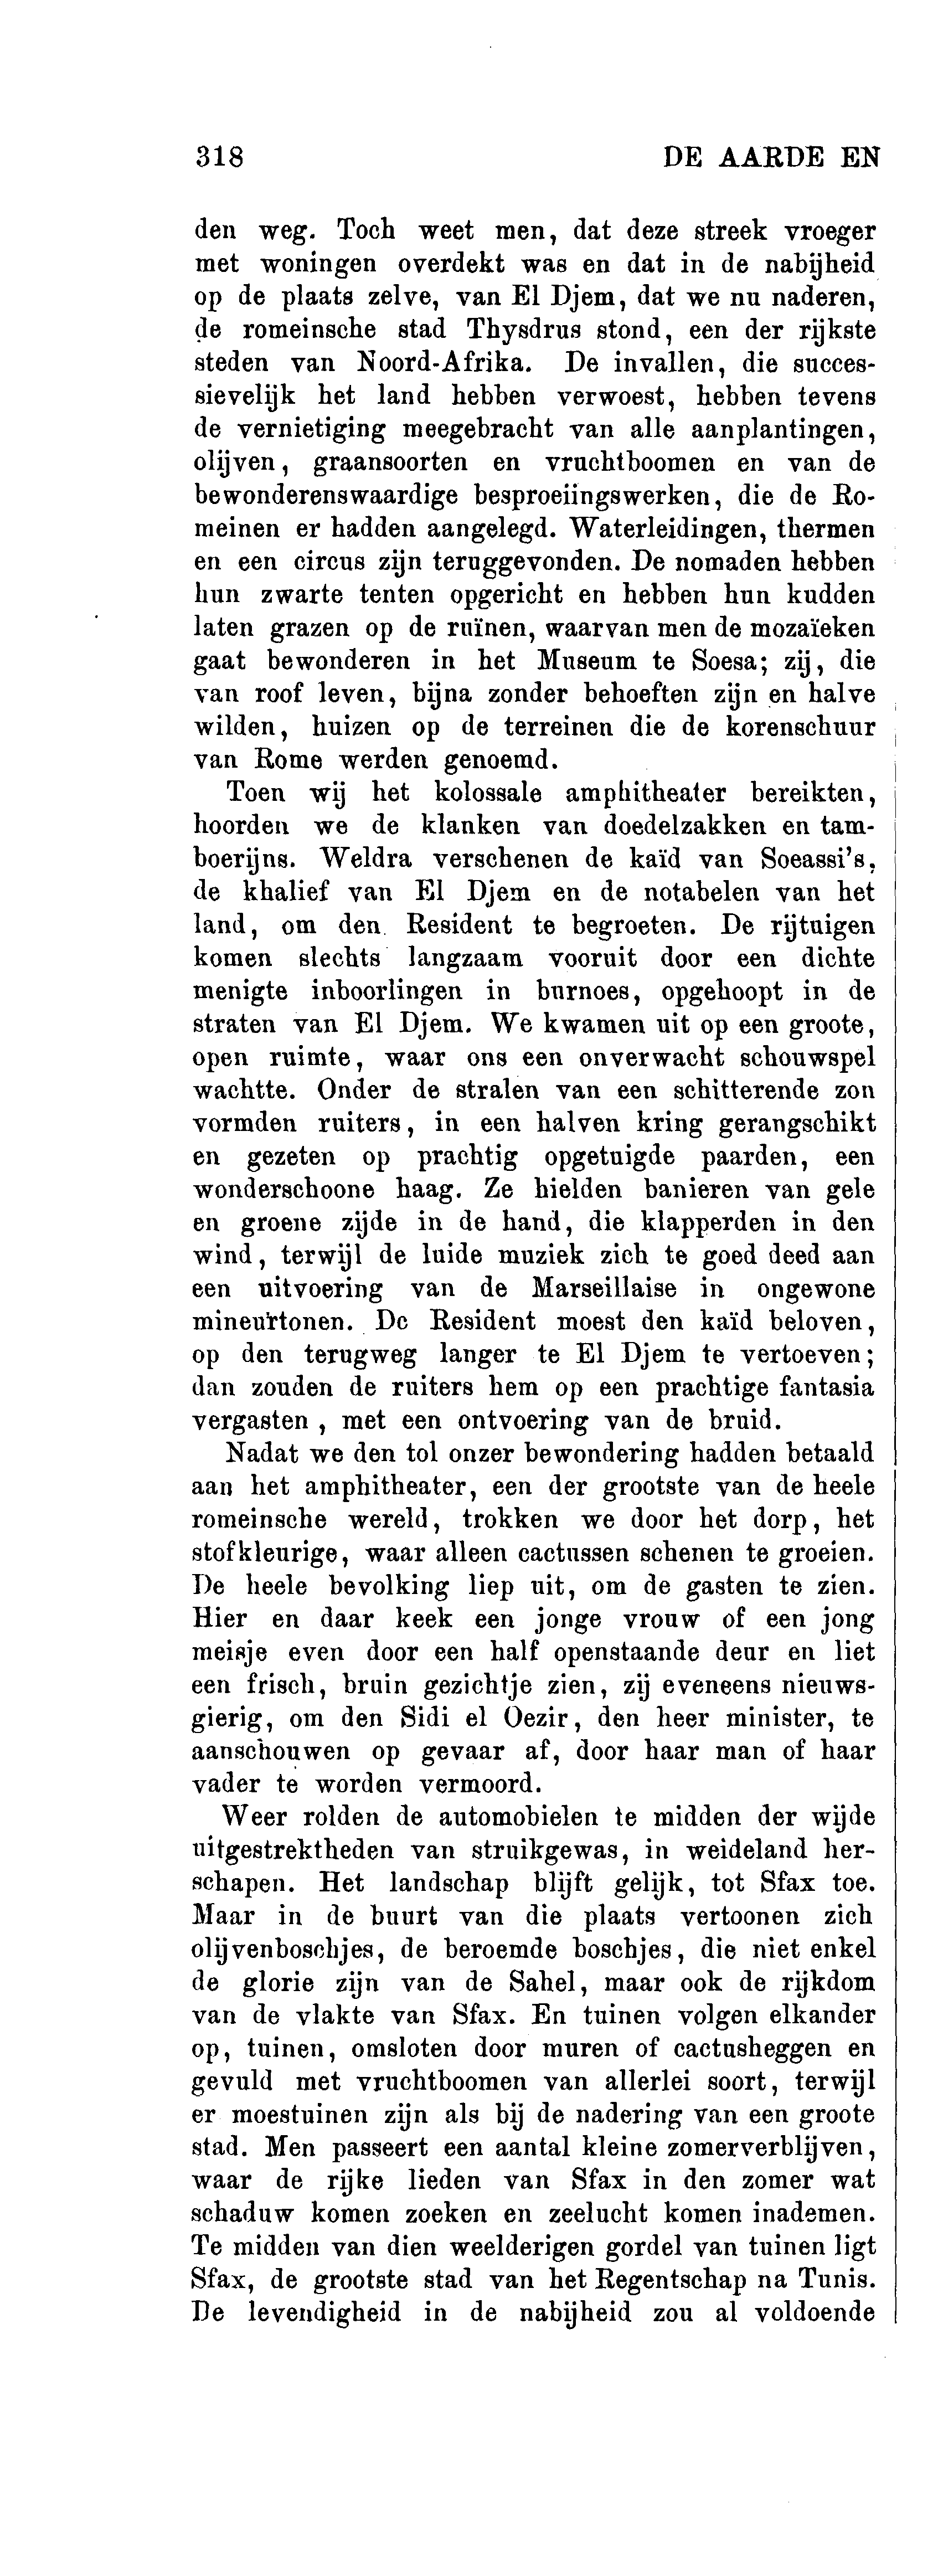 318 DE AARDE EN
den weg. Toch weet men, dat deze streek vroeger
met woningen overdekt was en dat in de nabijheid
op de plaats zelve, van El Djem, dat we nu naderen,
de romeinsche stad Thysdrus stond, een der rijkste
steden van Noord-Afrika. De invallen, die succes-
sievelijk het land hebben verwoest, hebben tevens
de vernietiging meegebracht van alle aanplantingen,
olijven, graansoorten en vruchtboomen en van de
bewonderenswaardige besproeiingswerken, die de Ro-
meinen er hadden aangelegd. Waterleidingen, thermen
en een circus zijn teruggevonden. De nomaden hebben
hun zwarte tenten opgericht en hebben hun kudden
laten grazen op de ruïnen, waarvan men de mozaïeken
gaat bewonderen in het Museum te Soesa; zij, die
van roof leven, bijna zonder behoeften zijn en halve
wilden, huizen op de terreinen die de korenschuur
van Rome werden genoemd.
Toen wij het kolossale amphitheater bereikten,
hoorden we de klanken van doedelzakken en tam-
boerijns. Weldra verschenen de kaïd van Soeassi's,
de khalief van El Djem en de notabelen van het
land, om den Resident te begroeten. De rijtuigen
komen slechts langzaam vooruit door een dichte
menigte inboorlingen in burnoes, opgehoopt in de
straten van El Djem. We kwamen uit op een groote,
open ruimte, waar ons een onverwacht schouwspel
wachtte. Onder de stralen van een schitterende zon
vormden ruiters, in een halven kring gerangschikt
en gezeten op prachtig opgetuigde paarden, een
wonderschoone haag. Ze hielden banieren van gele
en groene zijde in de hand, die klapperden in den
wind, terwijl de luide muziek zich te goed deed aan
een uitvoering van de Marseillaise in ongewone
mineurtonen. De Resident moest den kaïd beloven,
op den terugweg langer te El Djem te vertoeven;
dan zouden de ruiters hem op een prachtige fantasia
vergasten, met een ontvoering van de bruid.
Nadat we den tol onzer bewondering hadden betaald
aan het amphitheater, een der grootste van de heele
romeinsche wereld, trokken we door het dorp, het
stofkleurige, waar alleen cactussen schenen te groeien.
De heele bevolking liep uit, om de gasten te zien.
Hier en daar keek een jonge vrouw of een jong
meisje even door een half openstaande deur en liet
een frisch, bruin gezichtje zien, zij eveneens nieuws-
gierig, om den Sidi el Oezir, den heer minister, te
aanschouwen op gevaar af, door haar man of haar
vader te worden vermoord.
Weer rolden de automobielen te midden der wijde
uitgestrektheden van struikgewas, in weideland her-
schapen. Het landschap blijft gelijk, tot Sfax toe.
Maar in de buurt van die plaats vertoonen zich
olijvenboschjes, de beroemde boschjes, die niet enkel
de glorie zijn van de Sahel, maar ook de rijkdom
van de vlakte van Sfax. En tuinen volgen elkander
op, tuinen, omsloten door muren of cactusheggen en
gevuld met vruchtboomen van allerlei soort, terwijl
er moestuinen zijn als bij de nadering van een groote
stad. Men passeert een aantal kleine zomerverblijven,
waar de rijke lieden van Sfax in den zomer wat
schaduw komen zoeken en zeelucht komen inademen.
Te midden van dien weelderigen gordel van tuinen ligt
Sfax, de grootste stad van het Regentschap na Tunis.
De levendigheid in de nabijheid zou al voldoende